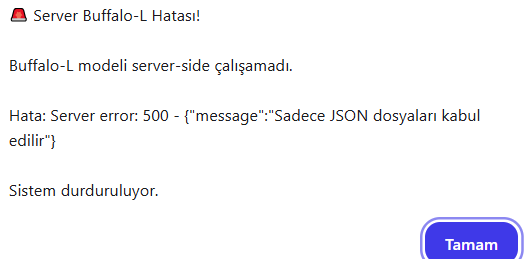 🚨 Server Buffalo-L Hatası!
Buffalo-L modeli server-side çalışamadı.
Hata: Server error: 500 - {"message":"Sadece JSON dosyaları kabul
edilir"}
Sistem durduruluyor.
Tamam